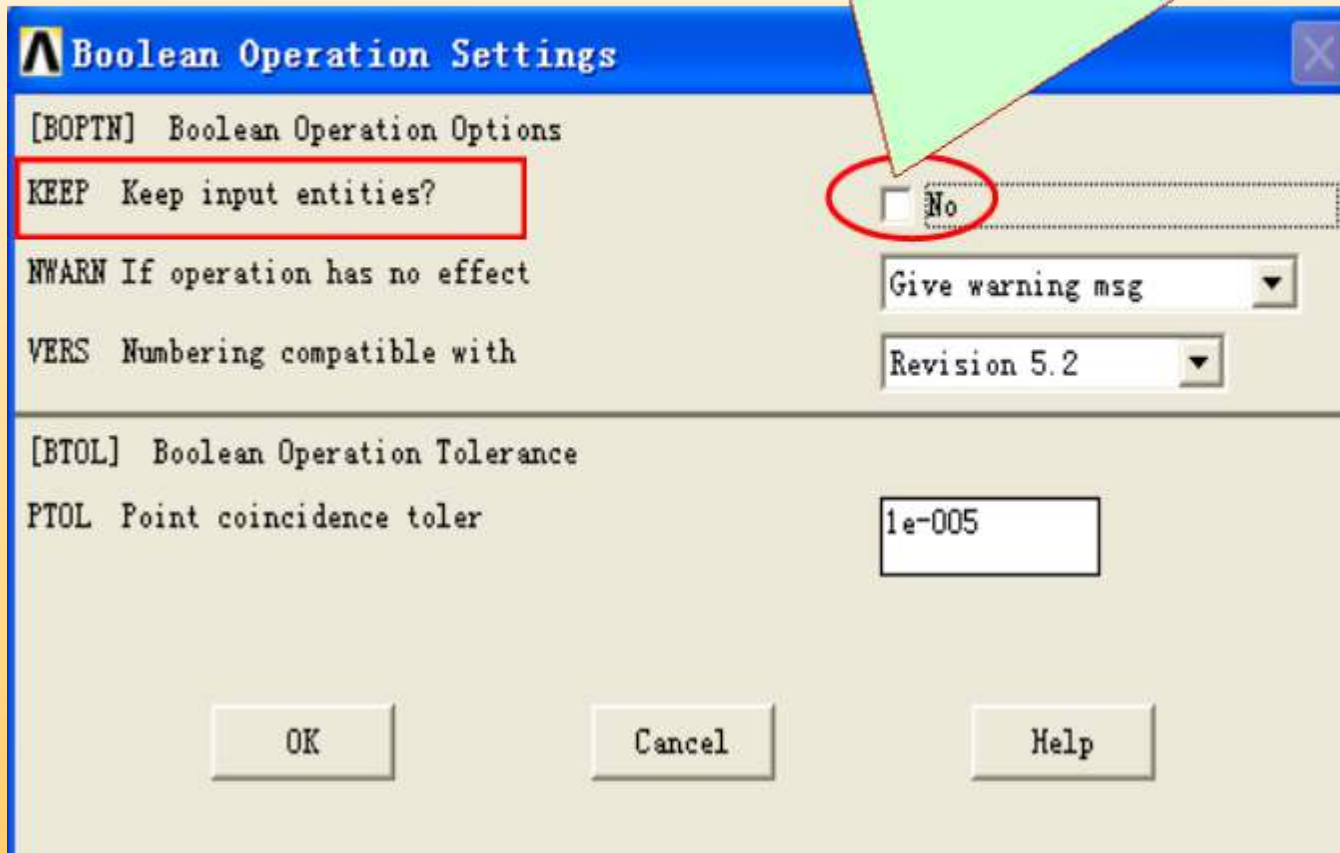 Boolean Operation Settings
[BOPTN] Boolean Operation Options
KEEP Keep input entities?
No
NWARN If operation has no effect
Give warning msg
VERS Numbering compatible with
Revision 5.2
[BTOL] Boolean Operation Tolerance
PTOL Point coincidence toler
1e-005
OK
Cancel
Help